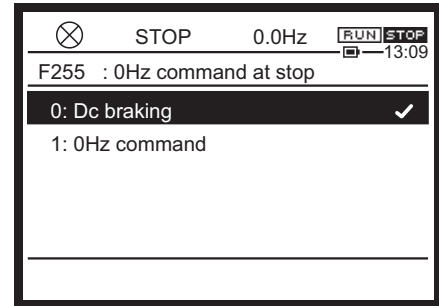 STOP 0.0Hz RUN STOP
13:09
F255 : 0Hz command at stop
0: Dc braking
1: 0Hz command